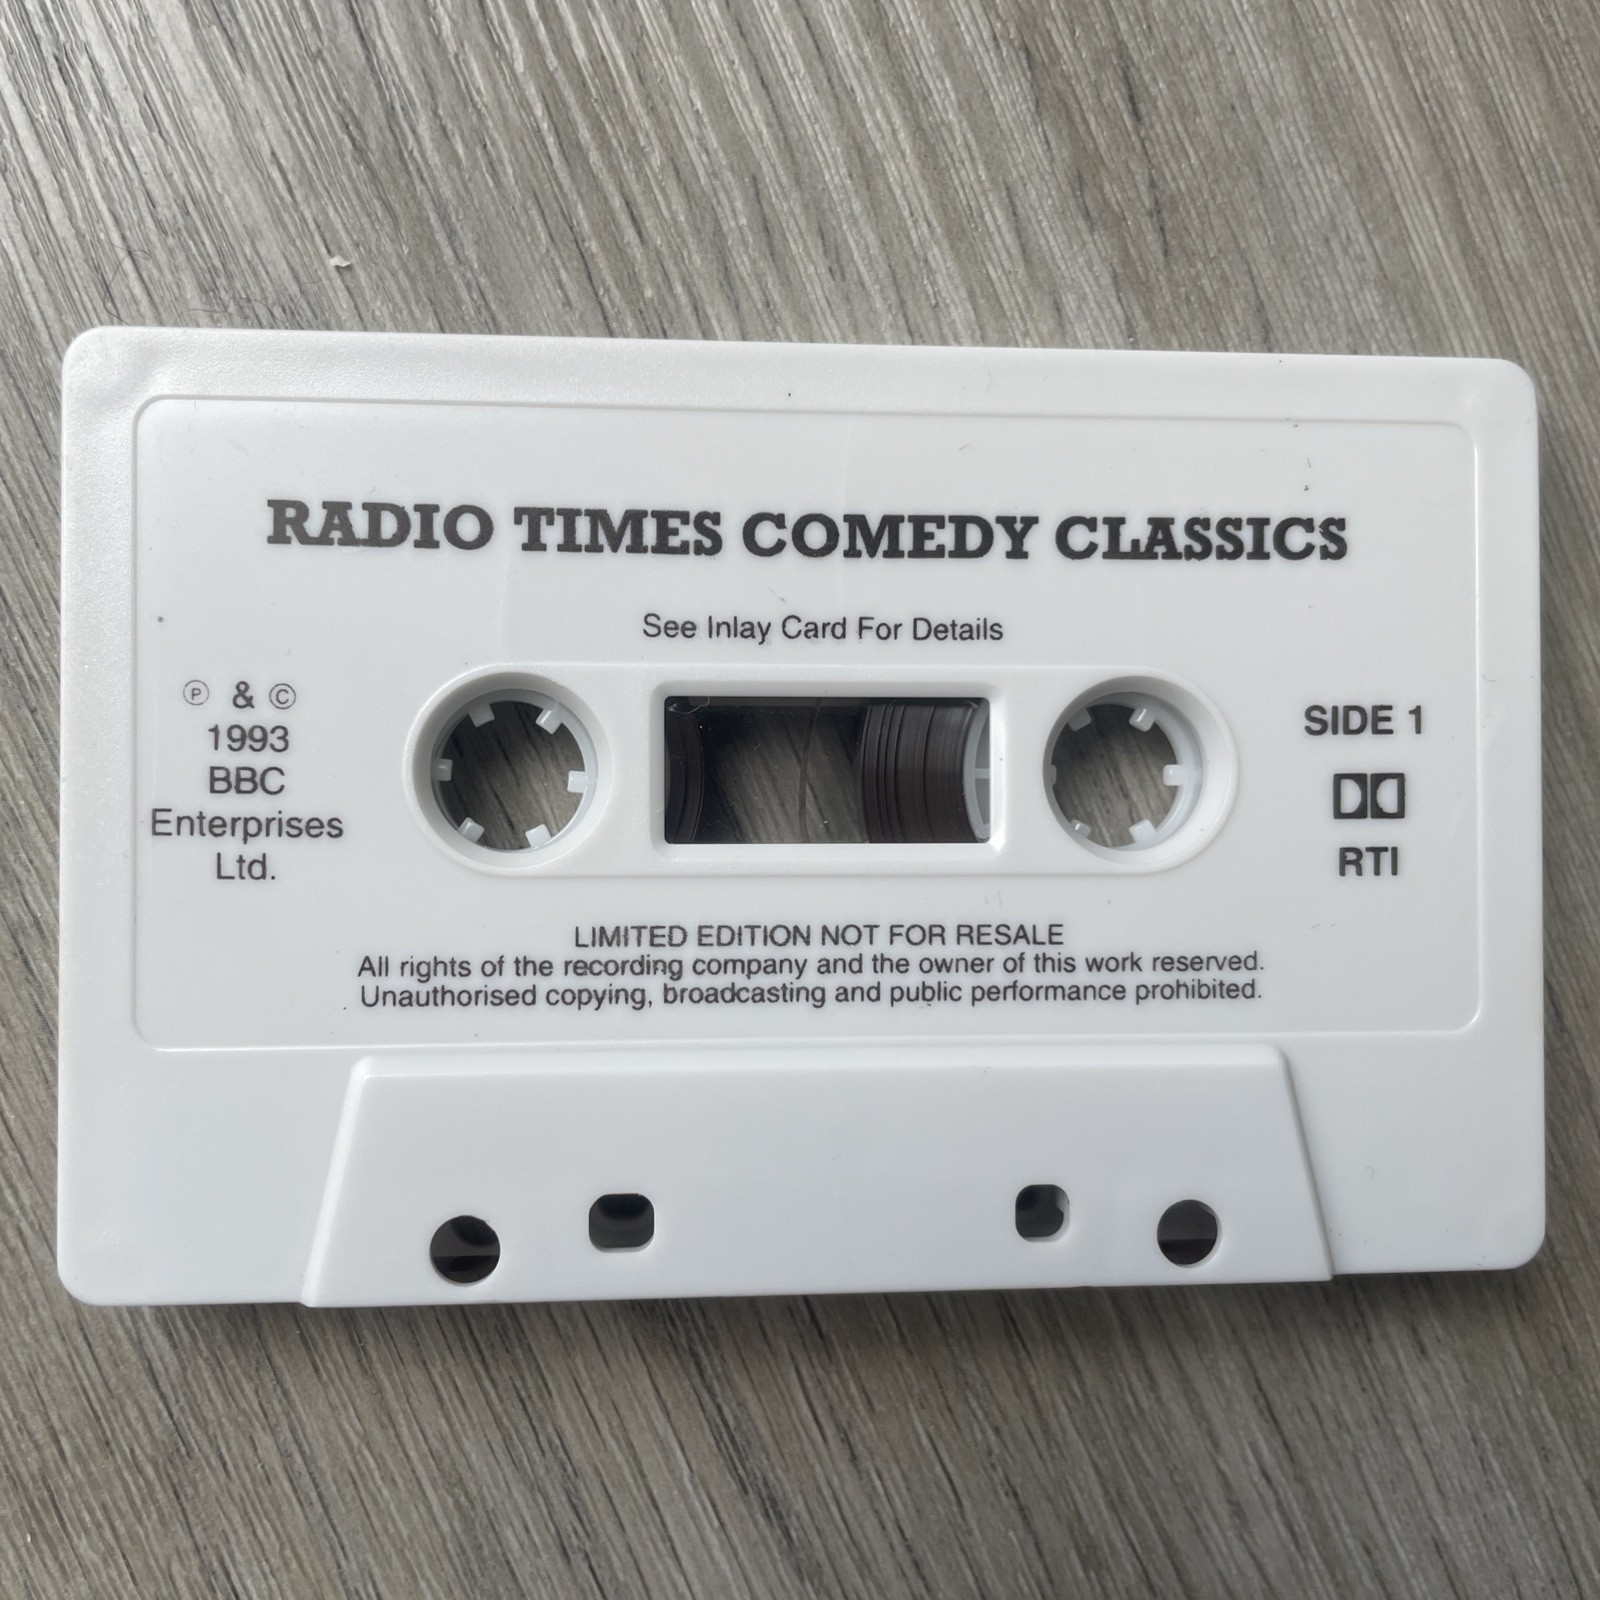 RADIO TIMES COMEDY CLASSICS
See Inlay Card For Details
℗ & ©
1993
BBC
Enterprises
Ltd.
SIDE 1
RTI
LIMITED EDITION NOT FOR RESALE
All rights of the recording company and the owner of this work reserved.
Unauthorised copying, broadcasting and public performance prohibited.